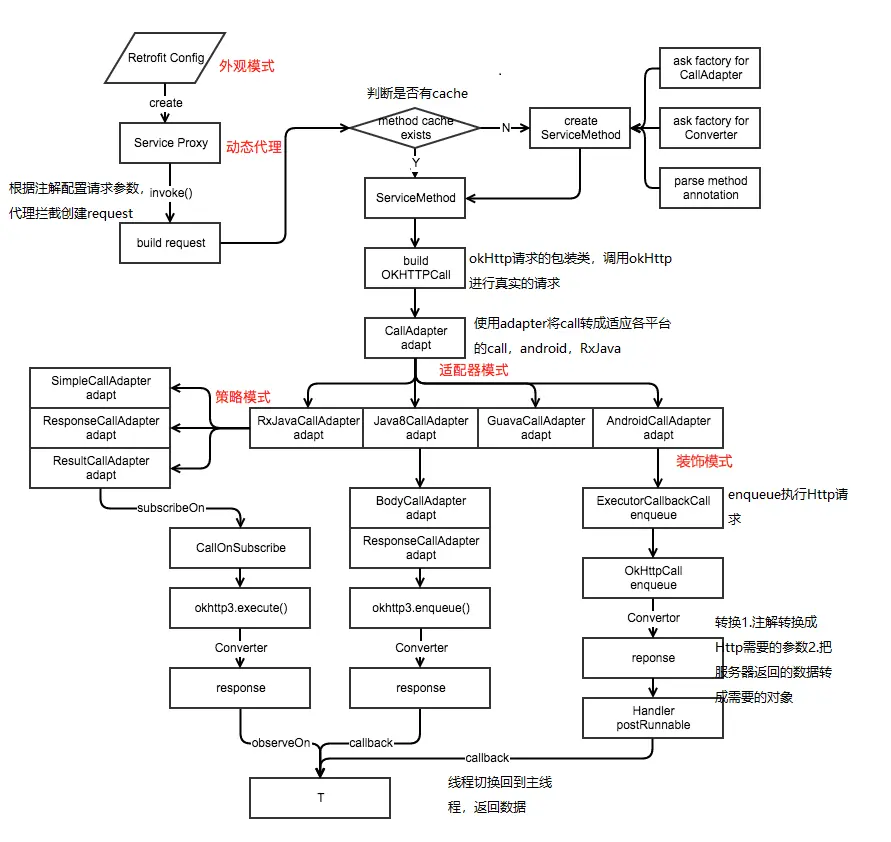 Retrofit Config
外观模式
create
Service Proxy
动态代理
根据注解配置请求参数，
代理拦截创建request
invoke()
build request
判断是否有cache
method cache
exists
N
Y
create
ServiceMethod
ask factory for
CallAdapter
ask factory for
Converter
parse method
annotation
ServiceMethod
build
OKHTTPCall
okHttp请求的包装类，调用okHttp
进行真实的请求
CallAdapter
adapt
使用adapter将call转成适应各平台
的call，android，RxJava
适配器模式
策略模式
SimpleCallAdapter
adapt
ResponseCallAdapter
adapt
ResultCallAdapter
adapt
RxJavaCallAdapter
adapt
Java8CallAdapter
adapt
GuavaCallAdapter
adapt
AndroidCallAdapter
adapt
装饰模式
subscribeOn
CallOnSubscribe
okhttp3.execute()
Converter
response
observeOn
BodyCallAdapter
adapt
ResponseCallAdapter
adapt
okhttp3.enqueue()
Converter
response
callback
ExecutorCallbackCall
enqueue
enqueue执行Http请
求
OkHttpCall
enqueue
Convertor
转换1.注解转换成
Http需要的参数2.把
服务器返回的数据转
成需要的对象
reponse
Handler
postRunnable
callback
线程切换回到主线
程，返回数据
T